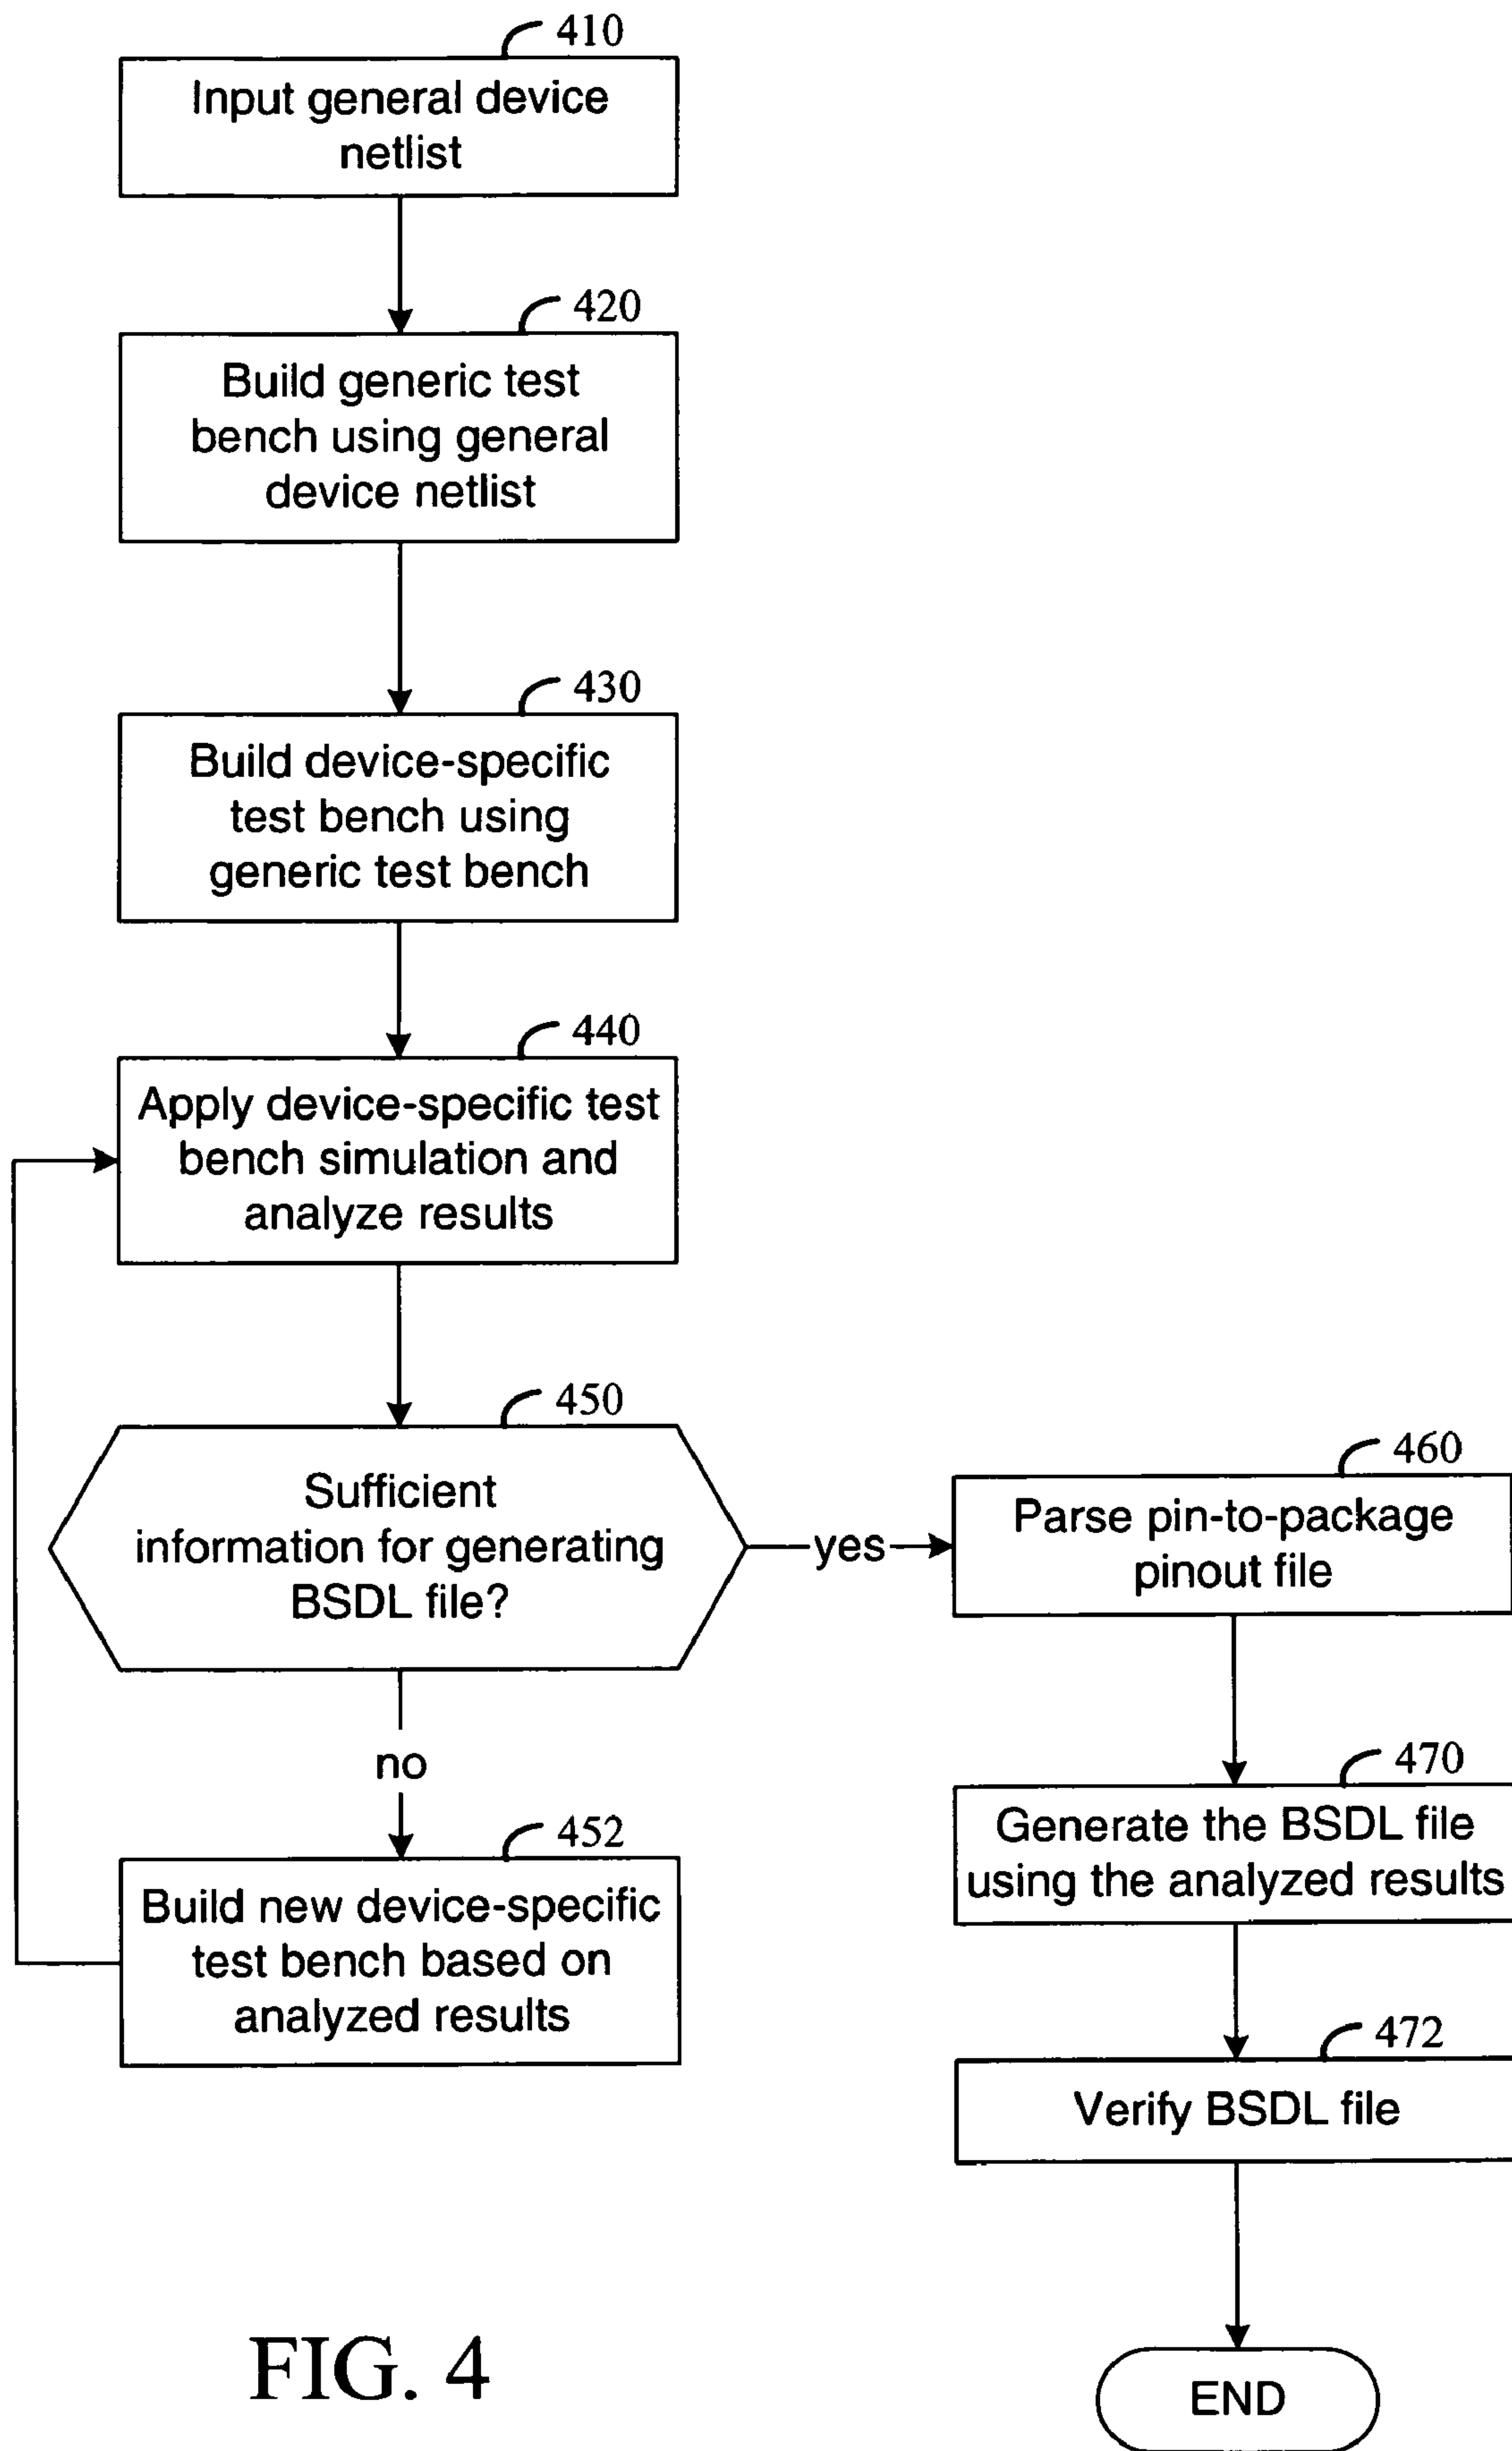 410
Input general device
netlist
420
Build generic test
bench using general
device netlist
430
Build device-specific
test bench using
generic test bench
440
Apply device-specific test
bench simulation and
analyze results
450
Sufficient
information for generating
BSDL file?
yes
no
452
Build new device-specific
test bench based on
analyzed results
460
Parse pin-to-package
pinout file
470
Generate the BSDL file
using the analyzed results
472
Verify BSDL file
END
FIG. 4